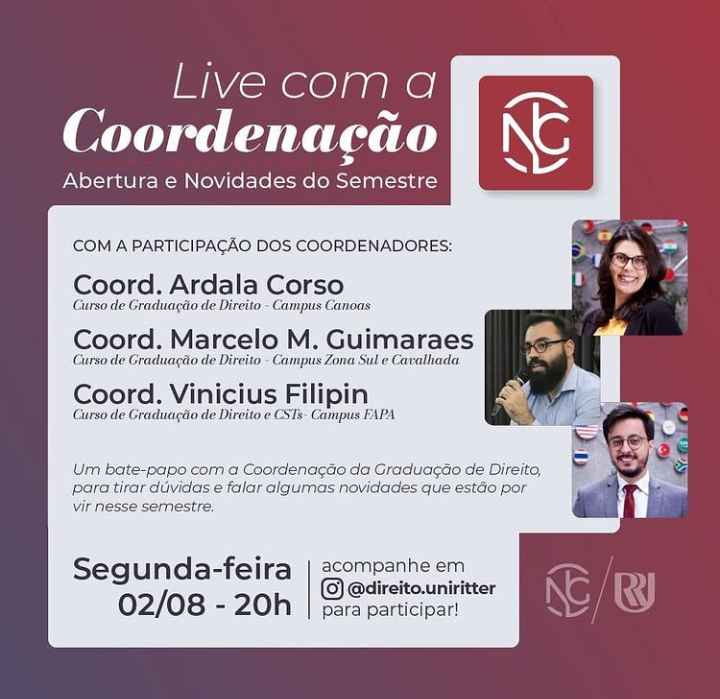 Live com a
Coordenação
Abertura e Novidades do Semestre
NLG
COM A PARTICIPAÇÃO DOS COORDENADORES:
Coord. Ardala Corso
Curso de Graduação de Direito - Campus Canoas
Coord. Marcelo M. Guimaraes
Curso de Graduação de Direito - Campus Zona Sul e Cavalhada
Coord. Vinicius Filipin
Curso de Graduação de Direito e CSTs- Campus FAPA
Um bate-papo com a Coordenação da Graduação de Direito,
para tirar dúvidas e falar algumas novidades que estão por
vir nesse semestre.
Segunda-feira
02/08 - 20h
acompanhe em
@direito.uniritter
para participar!